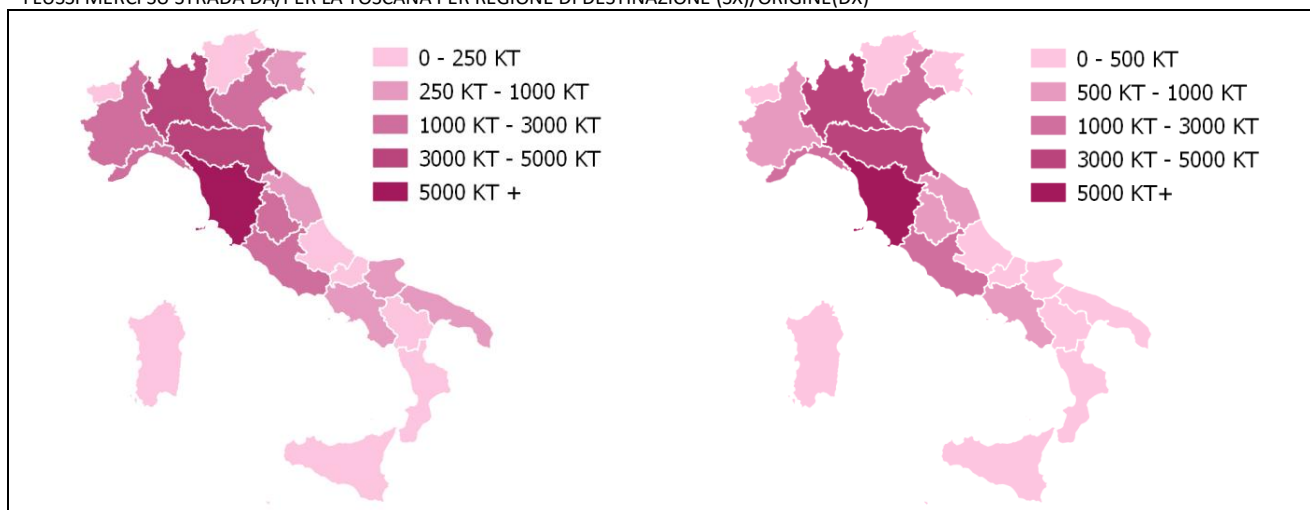 FLUSSI MERCI SU STRADA DA/PER LA TOSCANA PER REGIONE DI DESTINAZIONE (SX)/ORIGINE(DX)
0 - 250 KT
250 KT - 1000 KT
1000 KT - 3000 KT
3000 KT - 5000 KT
5000 KT +
0 - 500 KT
500 KT - 1000 KT
1000 KT - 3000 KT
3000 KT - 5000 KT
5000 KT+